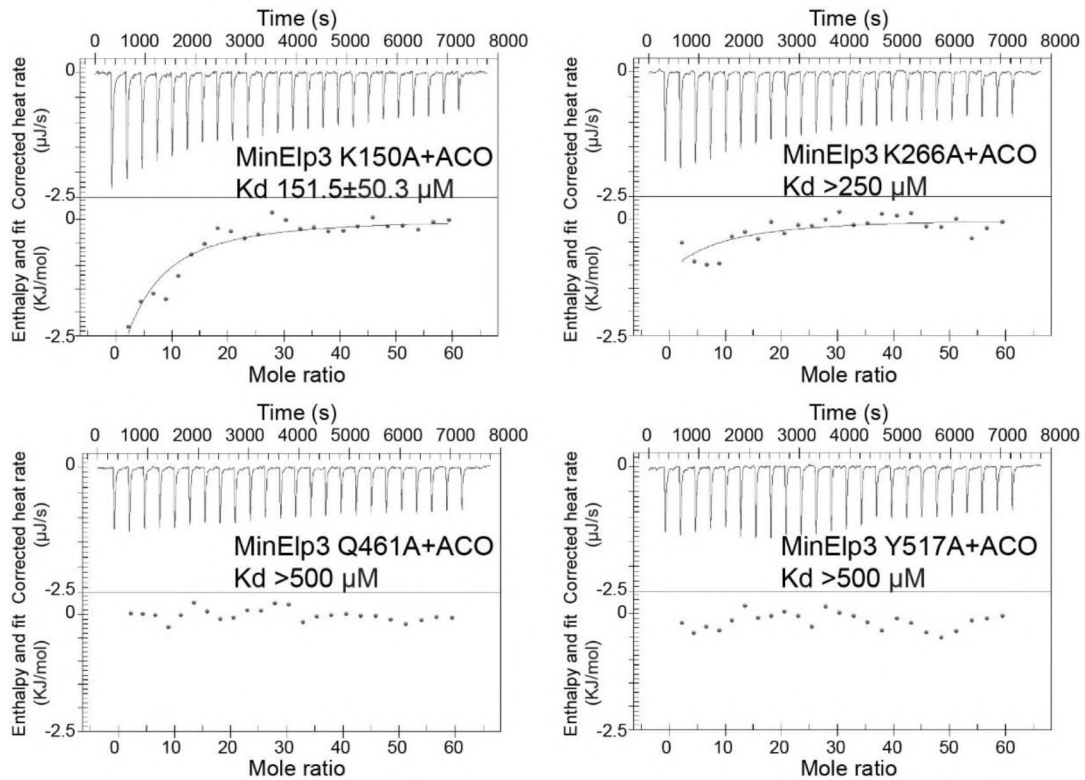 Time (s)
0 1000 2000 3000 4000 5000 6000 7000 8000
Corrected heat rate
(µJ/s)
0
-2.5
MinElp3 K150A+ACO
Kd 151.5±50.3 µM
Enthalpy and fit
(KJ/mol)
0
-2.5
0 10 20 30 40 50 60
Mole ratio
Time (s)
0 1000 2000 3000 4000 5000 6000 7000 8000
Corrected heat rate
(µJ/s)
0
-2.5
MinElp3 K266A+ACO
Kd >250 µM
Enthalpy and fit
(KJ/mol)
0
-2.5
0 10 20 30 40 50 60
Mole ratio
Time (s)
0 1000 2000 3000 4000 5000 6000 7000 8000
Corrected heat rate
(µJ/s)
0
-2.5
MinElp3 Q461A+ACO
Kd >500 µM
Enthalpy and fit
(KJ/mol)
0
-2.5
0 10 20 30 40 50 60
Mole ratio
Time (s)
0 1000 2000 3000 4000 5000 6000 7000 8000
Corrected heat rate
(µJ/s)
0
-2.5
MinElp3 Y517A+ACO
Kd >500 µM
Enthalpy and fit
(KJ/mol)
0
-2.5
0 10 20 30 40 50 60
Mole ratio